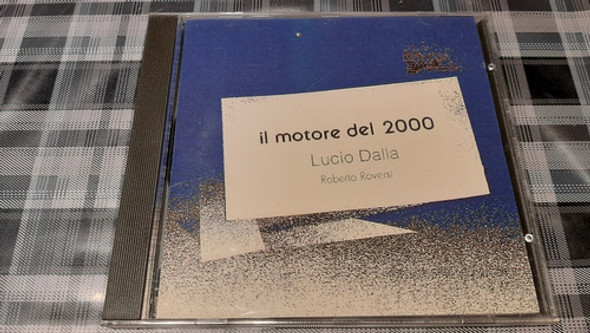 il motore del 2000
Lucio Dalla
Roberto Roversi